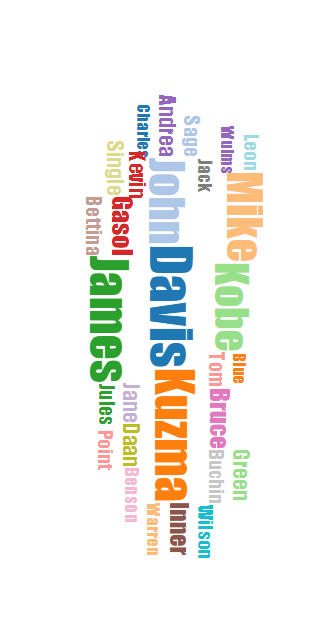 Leon
Wulms
Mike
Kobe
Blue
Tom
Bruce
Green
Buchin
Wilson
Sage
Jack
Andrea
John
Davis
Kuzma
Inner
Warren
Charles
Kevin
Single
Gasol
Bettina
James
Jules
Jane
Daan
Point
Benson